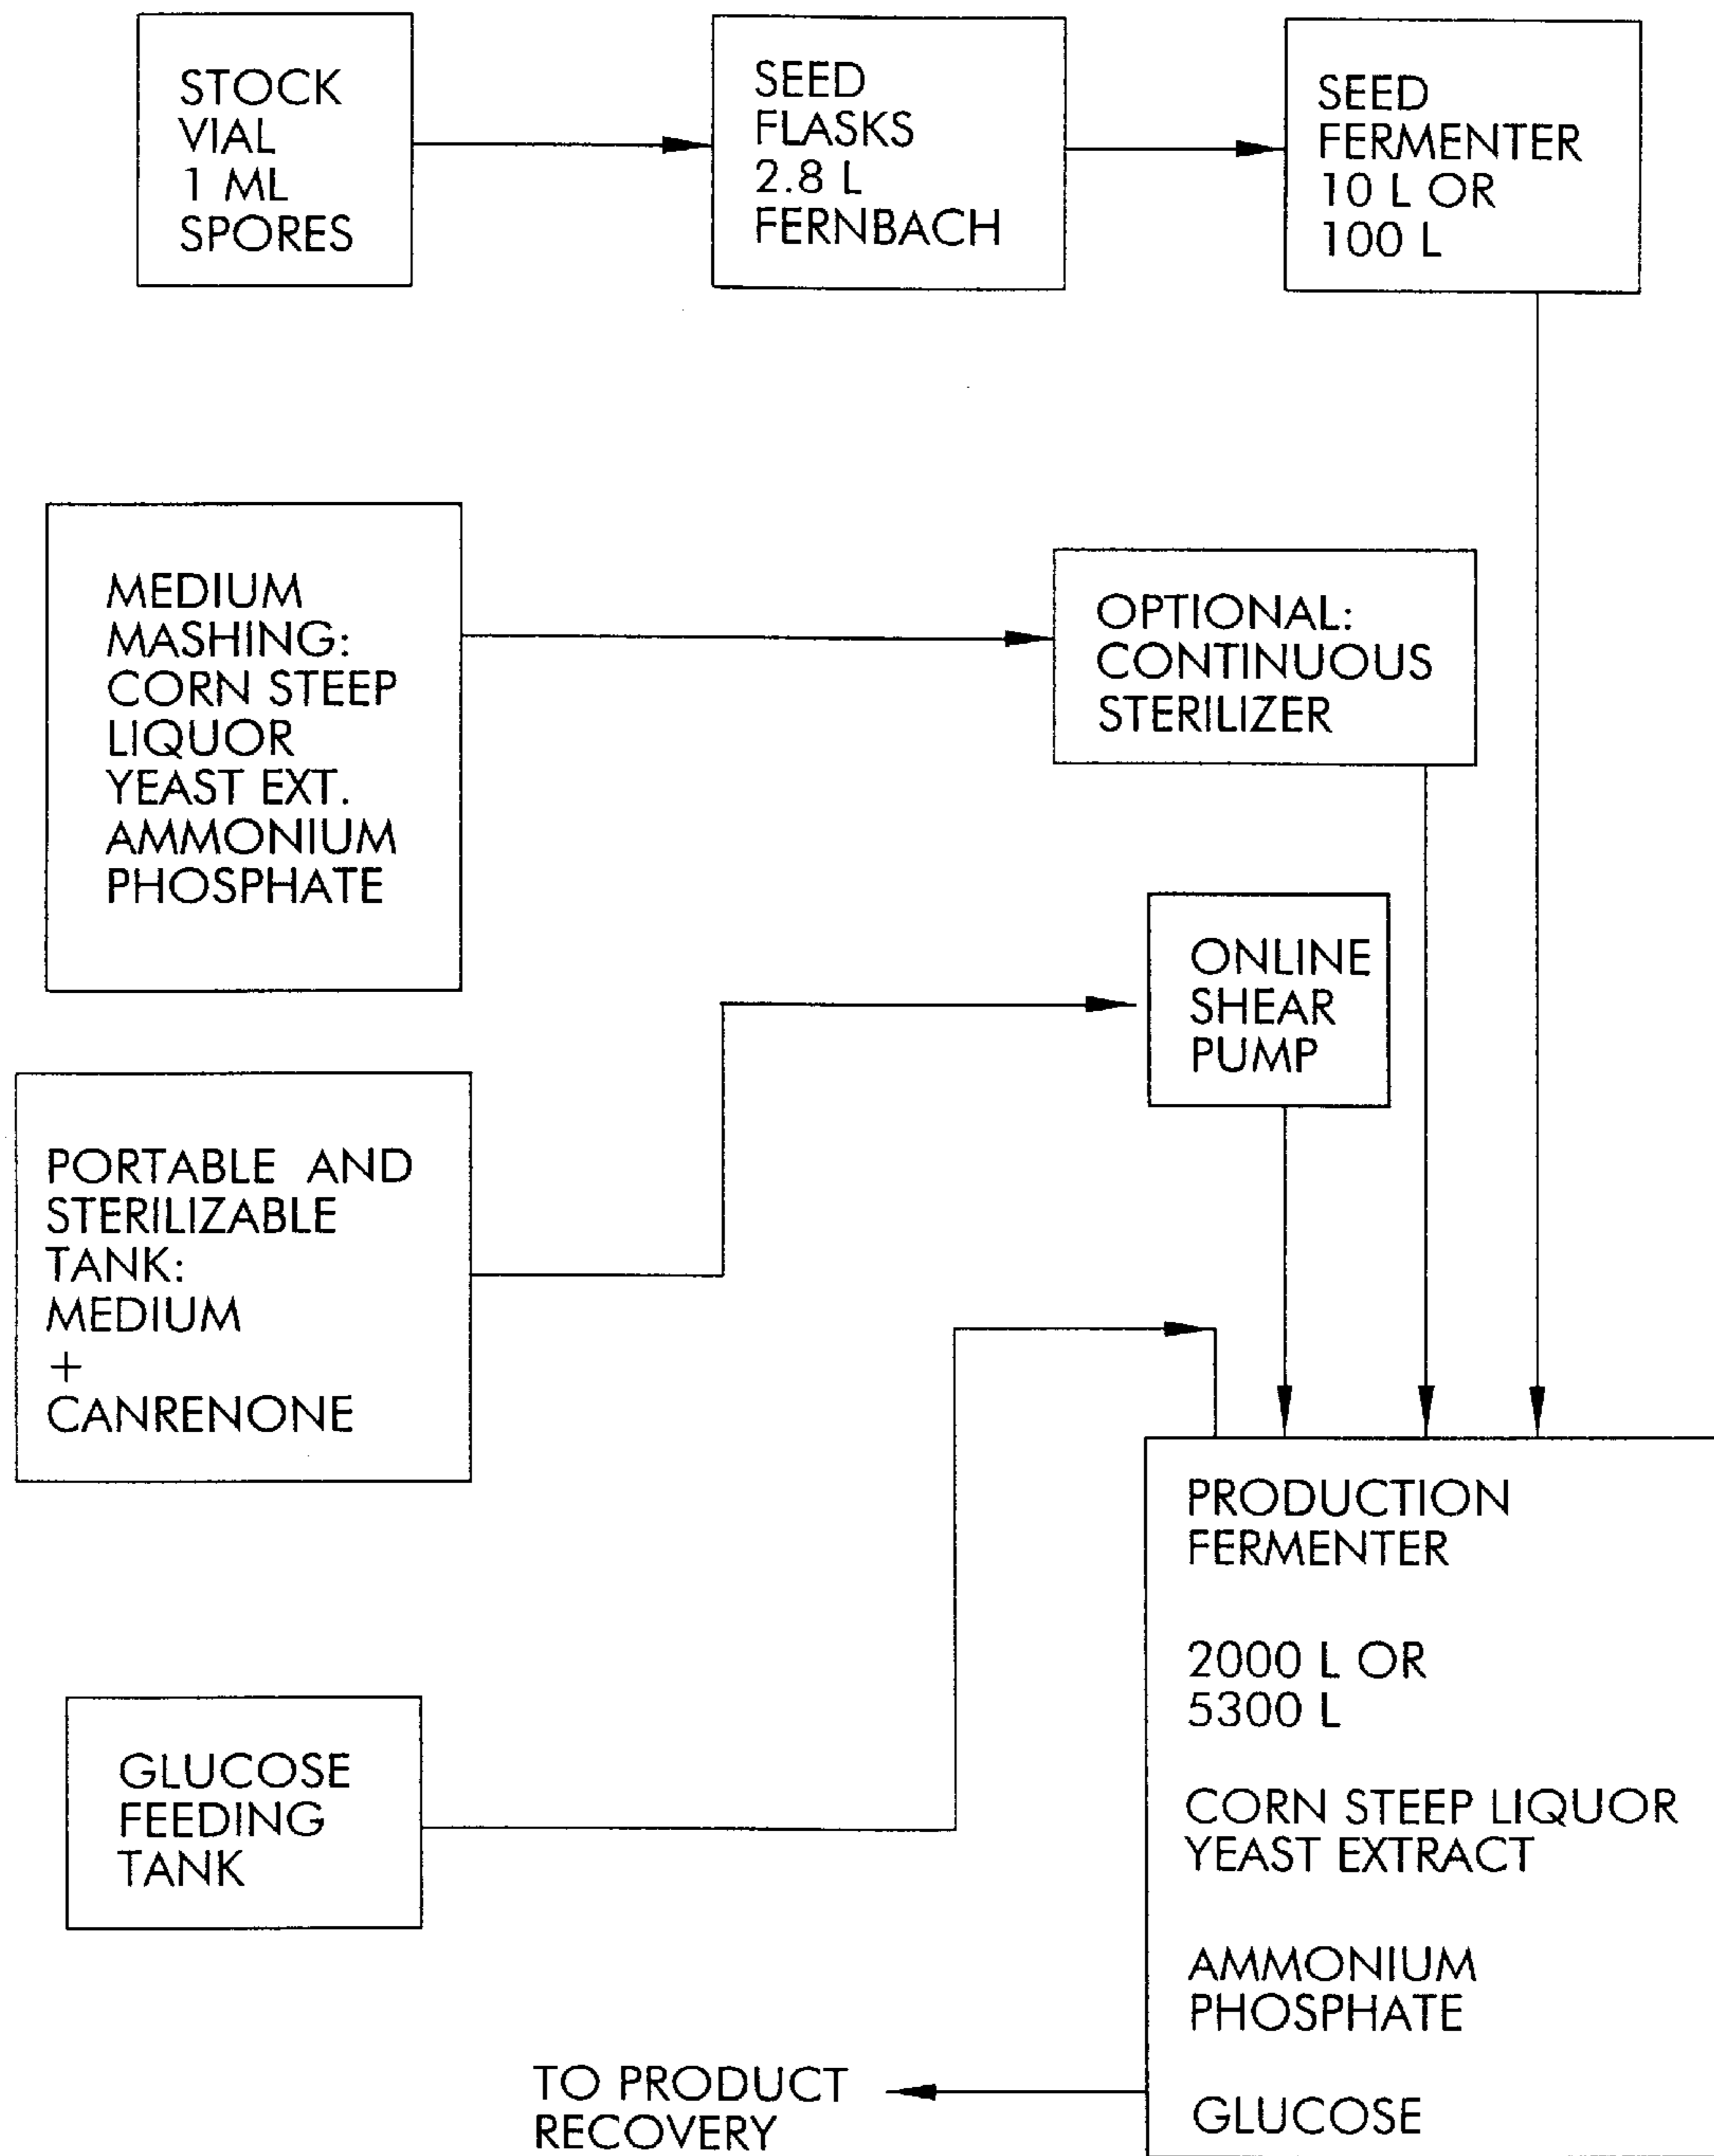 STOCK
VIAL
1 ML
SPORES
SEED
FLASKS
2.8 L
FERNBACH
SEED
FERMENTER
10 L OR
100 L
MEDIUM
MASHING:
CORN STEEP
LIQUOR
YEAST EXT.
AMMONIUM
PHOSPHATE
OPTIONAL:
CONTINUOUS
STERILIZER
ONLINE
SHEAR
PUMP
PORTABLE AND
STERILIZABLE
TANK:
MEDIUM
+
CANRENONE
GLUCOSE
FEEDING
TANK
PRODUCTION
FERMENTER
2000 L OR
5300 L
CORN STEEP LIQUOR
YEAST EXTRACT
AMMONIUM
PHOSPHATE
GLUCOSE
TO PRODUCT
RECOVERY